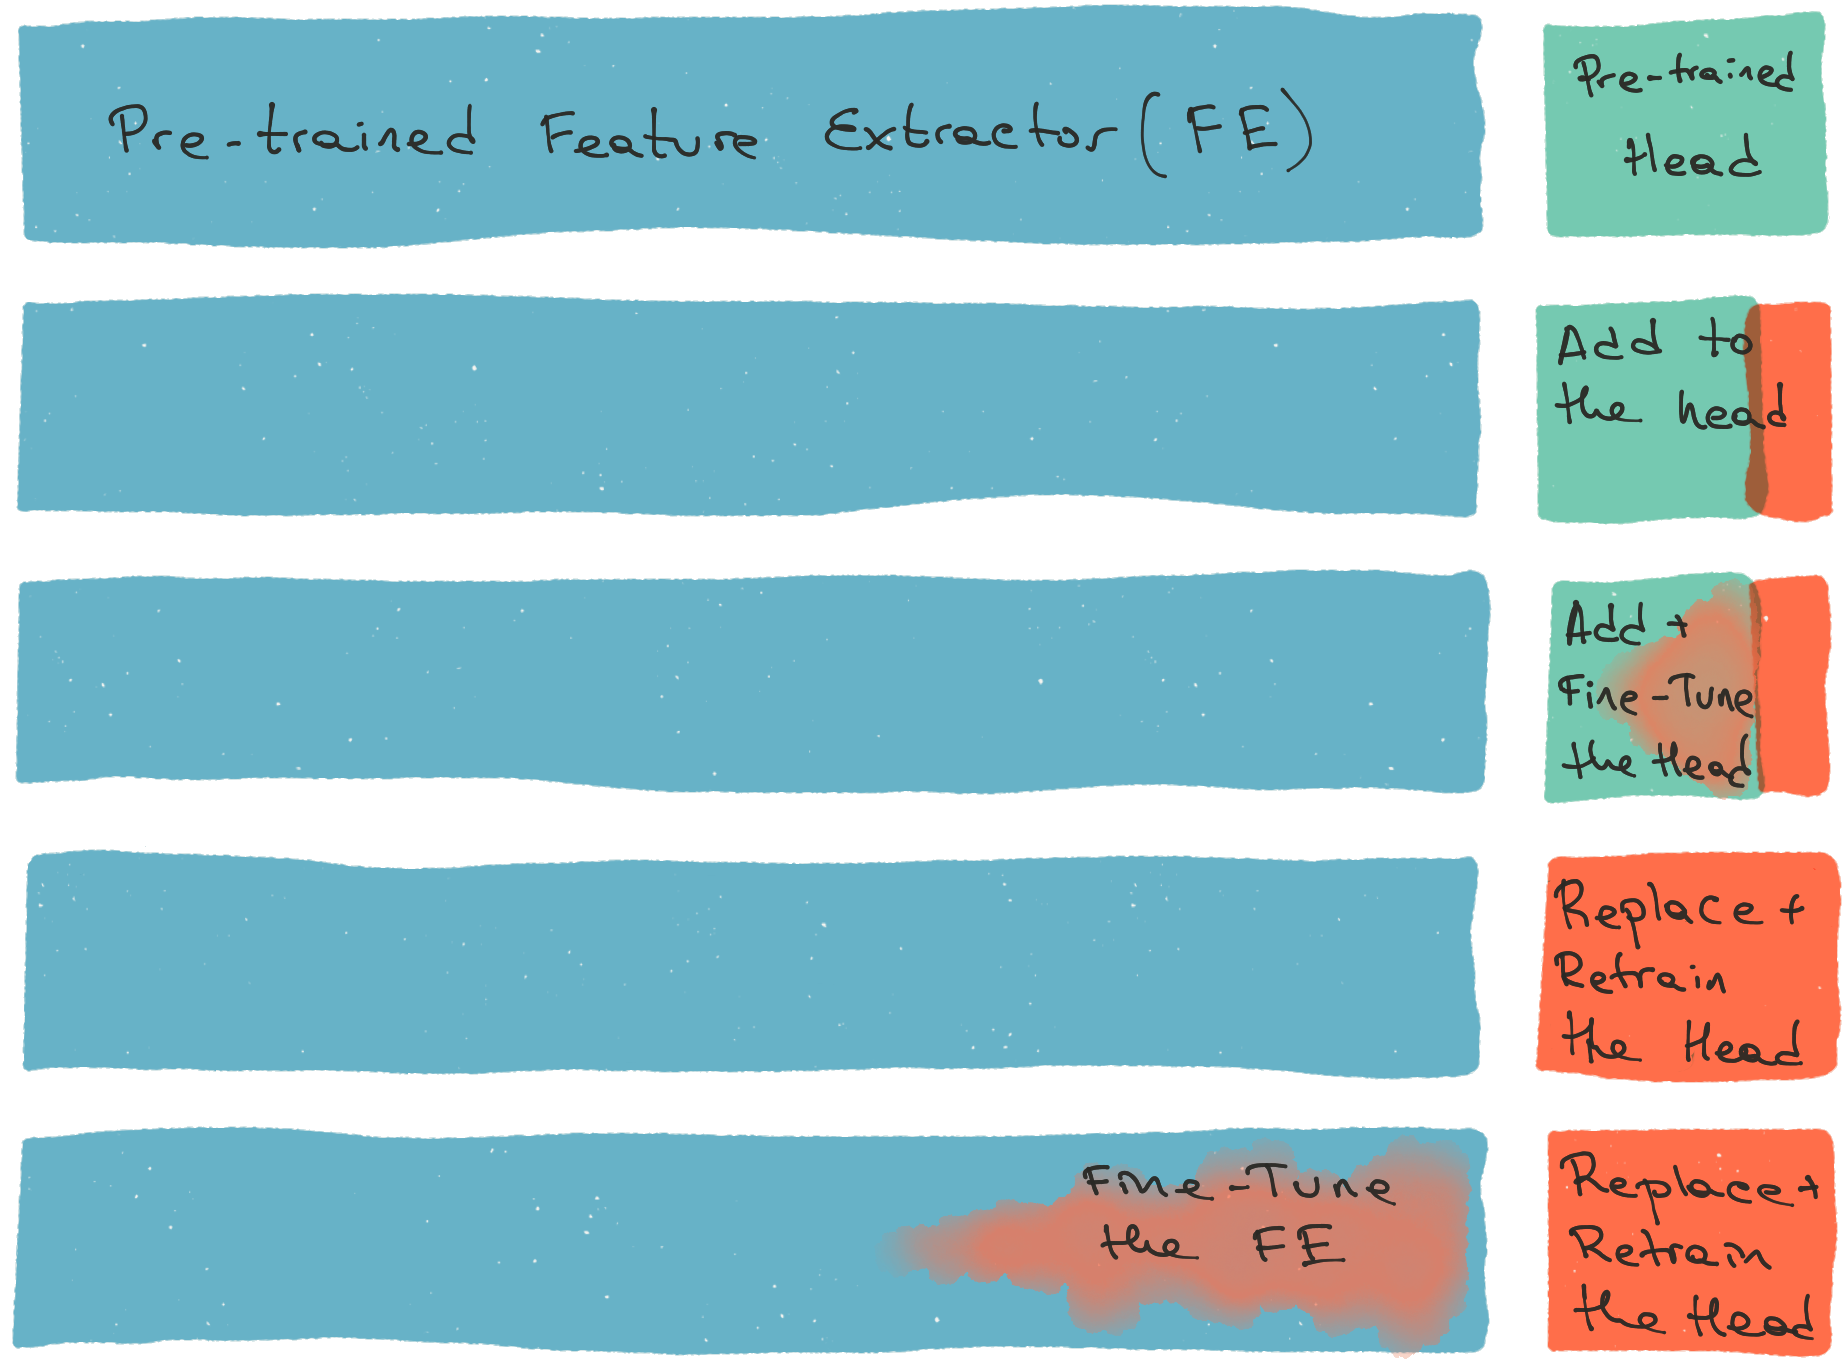 Pre-trained Feature Extractor (FE)
Pre-trained
Head
Add to
the head
Add +
Fine-Tune
the Head
Replace +
Retrain
the Head
Fine-Tune
the FE
Replace +
Retrain
the Head